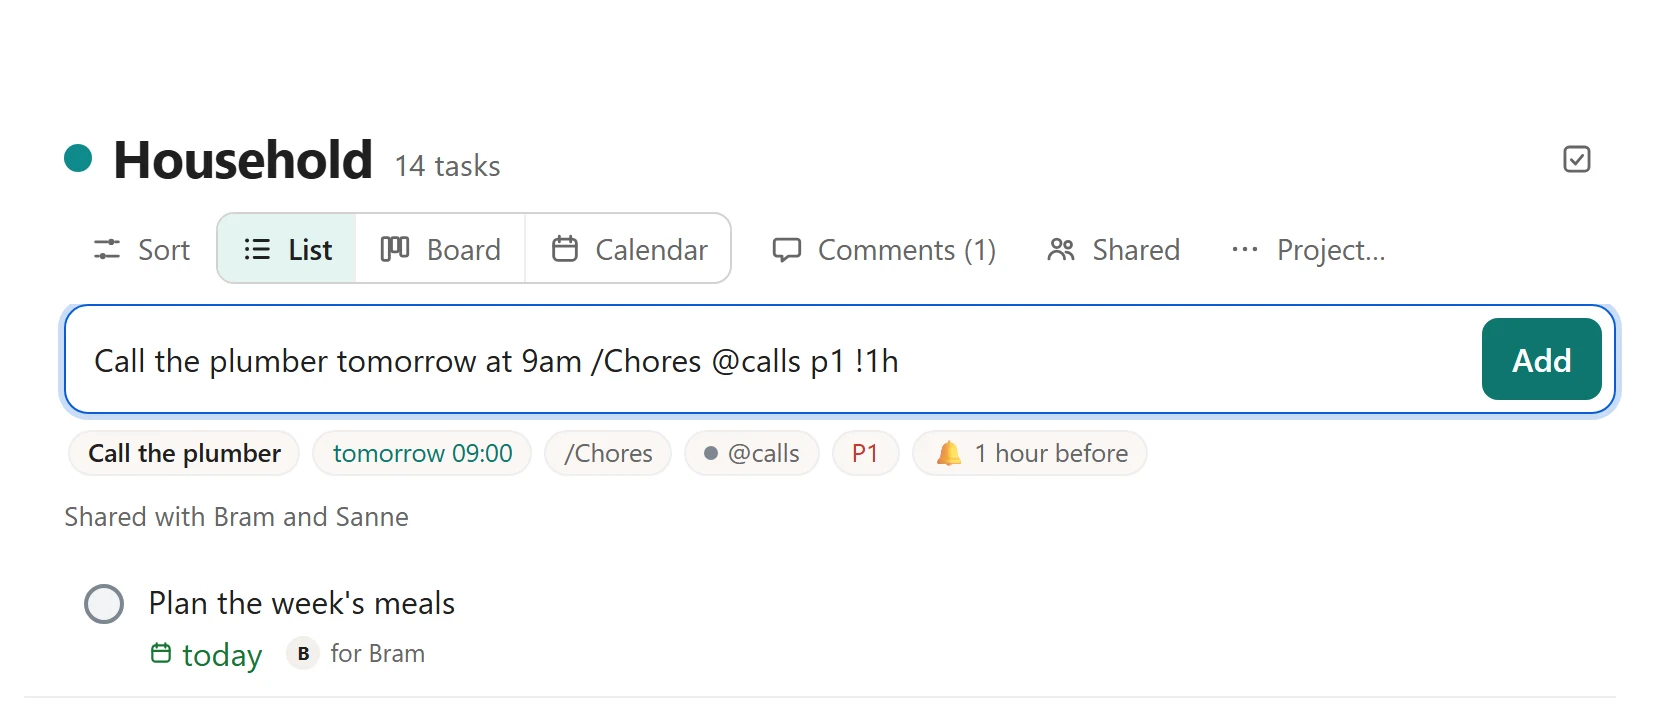 Household 14 tasks
Sort List Board Calendar Comments (1) Shared Project...
Call the plumber tomorrow at 9am /Chores @calls p1 !1h Add
Call the plumber tomorrow 09:00 /Chores @calls P1 1 hour before
Shared with Bram and Sanne
Plan the week's meals
today B for Bram